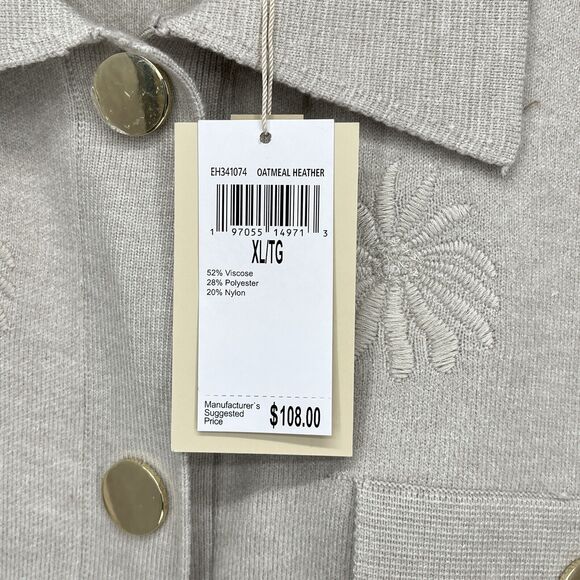 EH341074 OATMEAL HEATHER
1 97055 14971 3
XL/TG
52% Viscose
28% Polyester
20% Nylon
Manufacturer's
Suggested
Price
$108.00